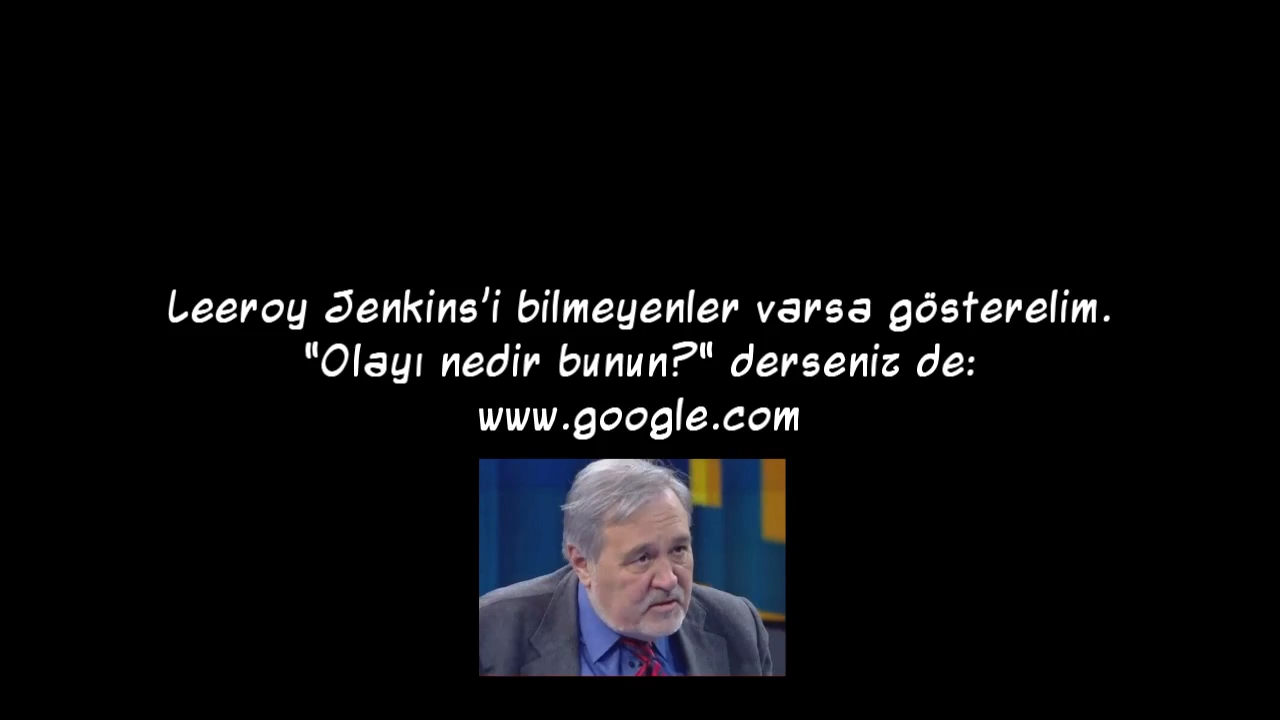 Leeroy Jenkins'i bilmeyenler varsa gösterelim.
"Olayı nedir bunun?" derseniz de:
www.google.com